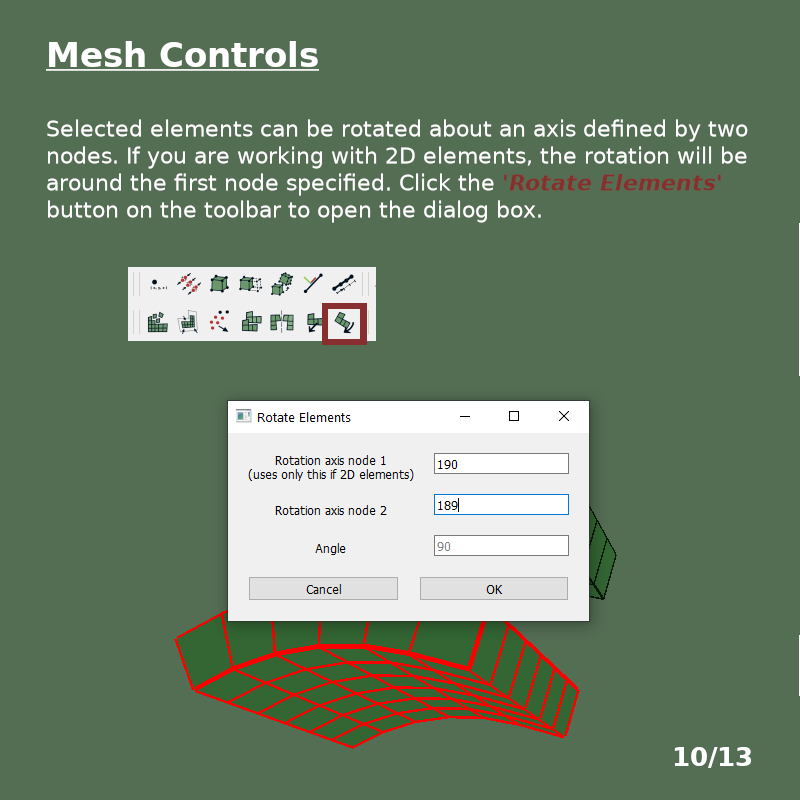 Mesh Controls
Selected elements can be rotated about an axis defined by two
nodes. If you are working with 2D elements, the rotation will be
around the first node specified. Click the 'Rotate Elements'
button on the toolbar to open the dialog box.
Rotate Elements
Rotation axis node 1
(uses only this if 2D elements)
190
Rotation axis node 2
189
Angle
90
Cancel
OK
10/13